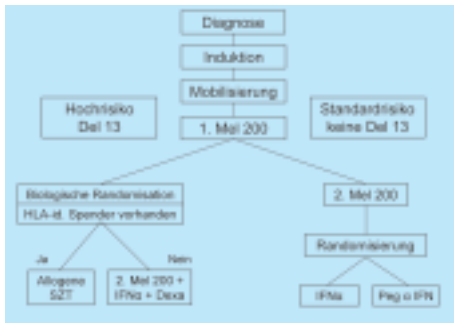 Diagnose
Induktion
Mobilisierung
Hochrisiko
Del 13
1. Mel 200
Standardrisiko
keine Del 13
Biologische Randomisation
HLA-id. Spender vorhanden
2. Mel 200
Randomisierung
Ja
Nein
Allogene
SZT
2. Mel 200 +
IFNα + Dexa
IFNα
Peg α IFN